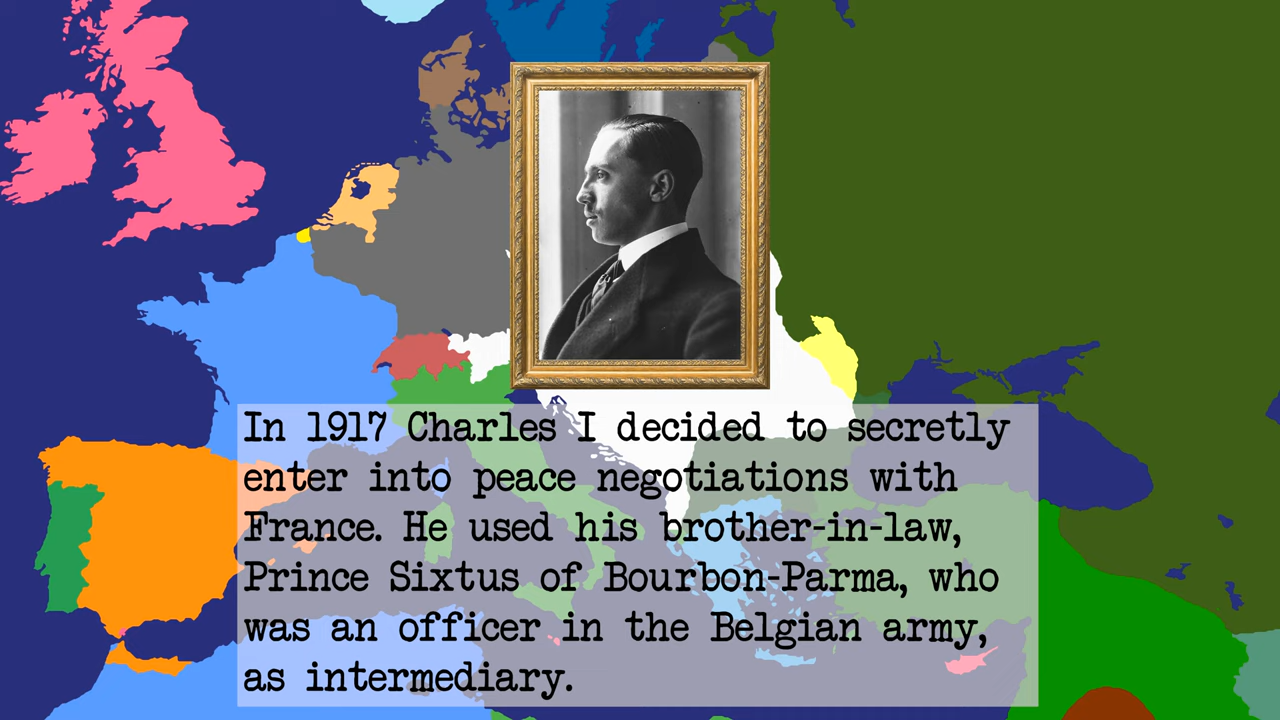 In 1917 Charles I decided to secretly
enter into peace negotiations with
France. He used his brother-in-law,
Prince Sixtus of Bourbon-Parma, who
was an officer in the Belgian army,
as intermediary.